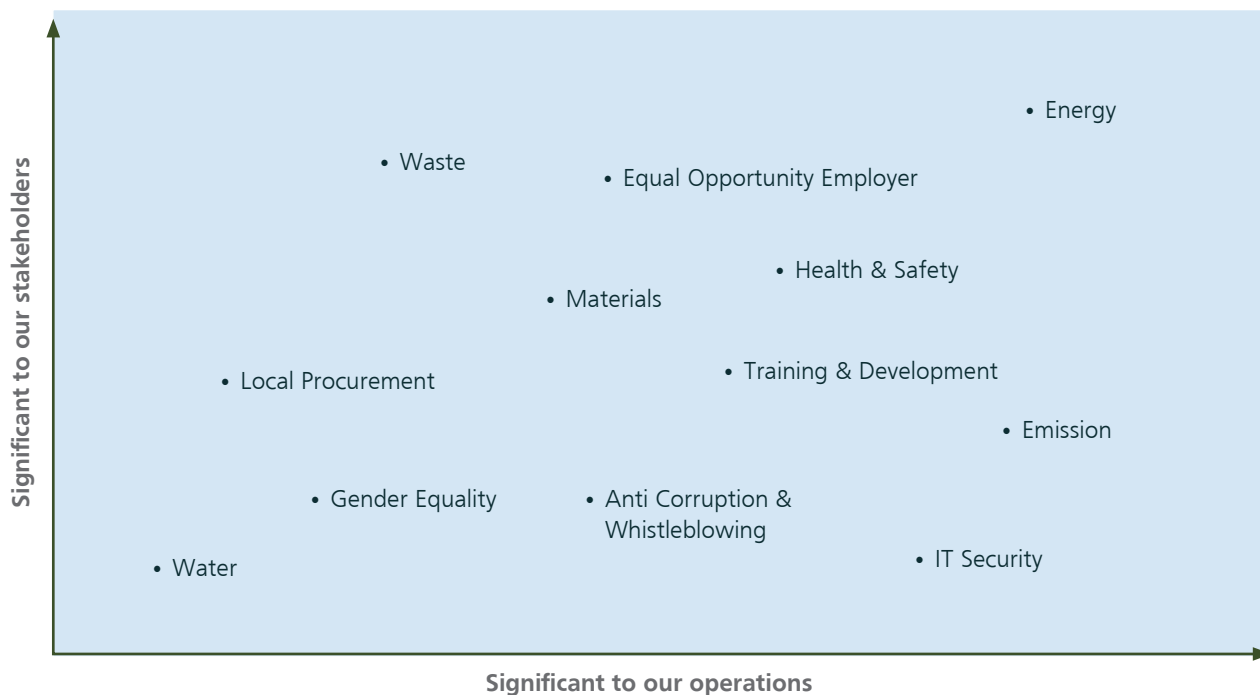 Significant to our stakeholders
• Energy
• Waste
• Equal Opportunity Employer
• Health & Safety
• Materials
• Training & Development
• Local Procurement
• Emission
• Gender Equality
• Anti Corruption &
Whistleblowing
• IT Security
• Water
Significant to our operations